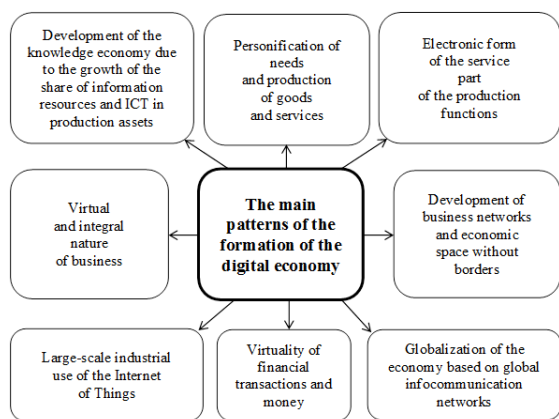 Development of the
knowledge economy due
to the growth of the
share of information
resources and ICT in
production assets
Personification of
needs
and production
of goods
and services
Electronic form
of the service
part
of the production
functions
Virtual
and integral
nature
of business
The main
patterns of the
formation of the
digital economy
Development of
business networks
and economic
space without
borders
Large-scale industrial
use of the Internet
of Things
Virtuality of
financial
transactions and
money
Globalization of the
economy based on global
infocommunication
networks